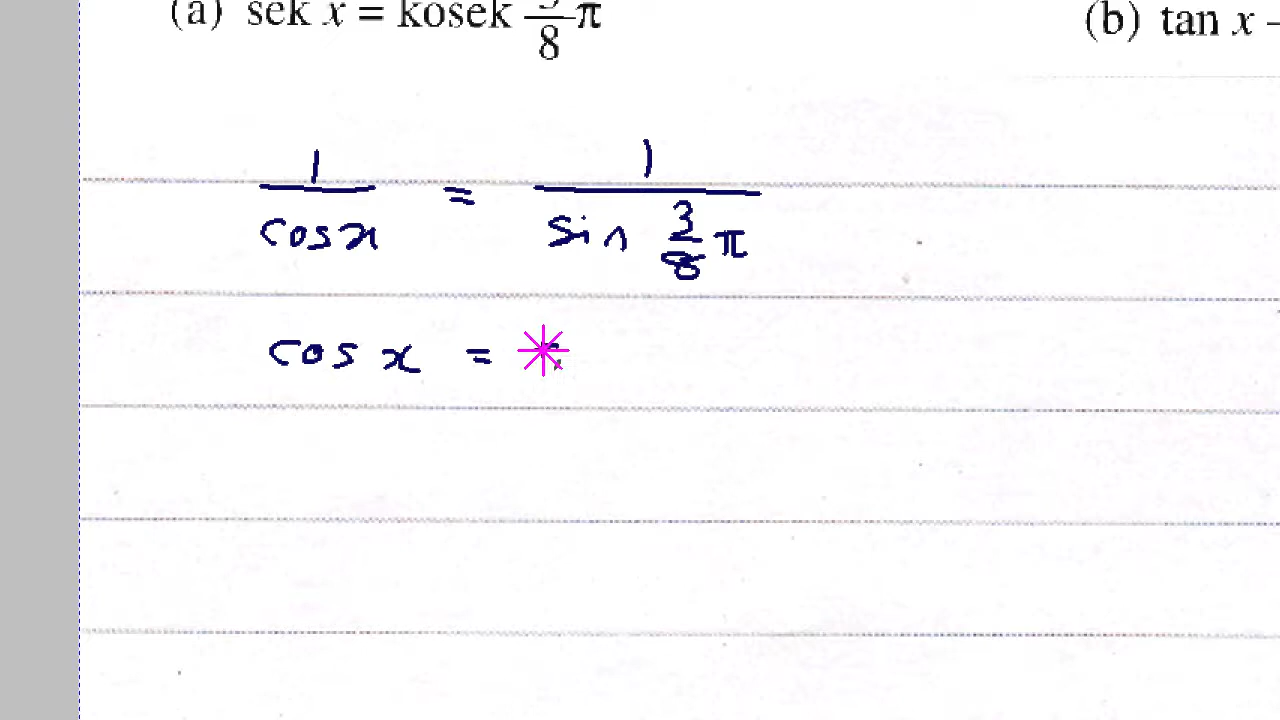 (a) sek x = kosek 3/8 π (b) tan x –
1/cos x = 1/sin 3/8 π
cos x =